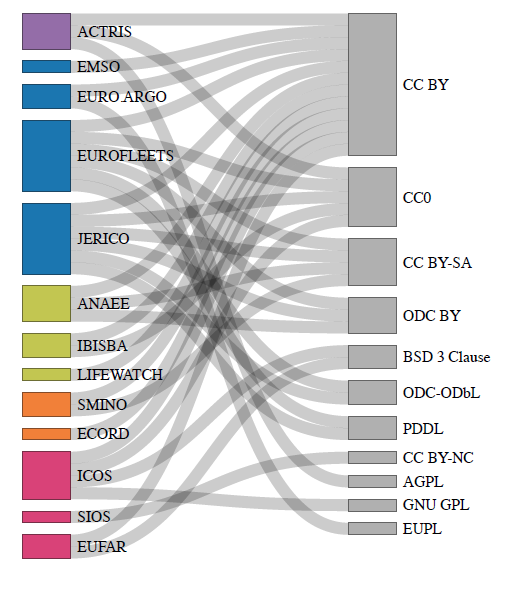 ACTRIS
EMSO
EURO.ARGO
EUROFLEETS
JERICO
ANAEE
IBISBA
LIFEWATCH
SMINO
ECORD
ICOS
SIOS
EUFAR
CC BY
CC0
CC BY-SA
ODC BY
BSD 3 Clause
ODC-ODbL
PDDL
CC BY-NC
AGPL
GNU GPL
EUPL